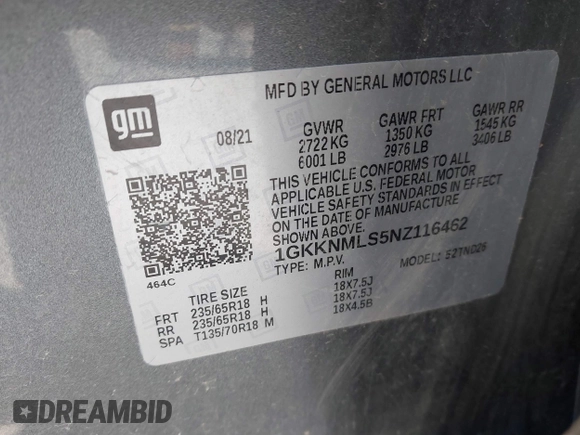 MFD BY GENERAL MOTORS LLC
gm
08/21 GVWR GAWR FRT GAWR RR
2722 KG 1350 KG 1545 KG
6001 LB 2976 LB 3406 LB
THIS VEHICLE CONFORMS TO ALL
APPLICABLE U.S. FEDERAL MOTOR
VEHICLE SAFETY STANDARDS IN EFFECT
ON THE DATE OF MANUFACTURE
SHOWN ABOVE.
1GKKNMLS5NZ116462
TYPE: M.P.V. MODEL:
464C
TIRE SIZE RIM
FRT 235/65R18 H 18X7.5J
RR 235/65R18 H 18X7.5J
SPA T135/70R18 M 18X4.5B
DREAMBID